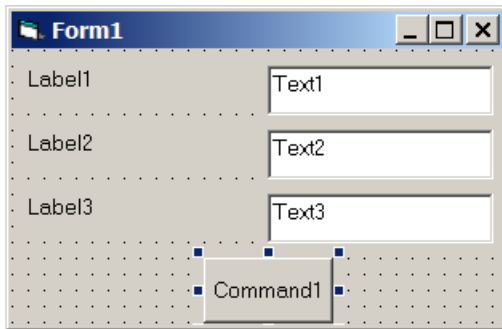 Form1
Label1 Text1
Label2 Text2
Label3 Text3
Command1